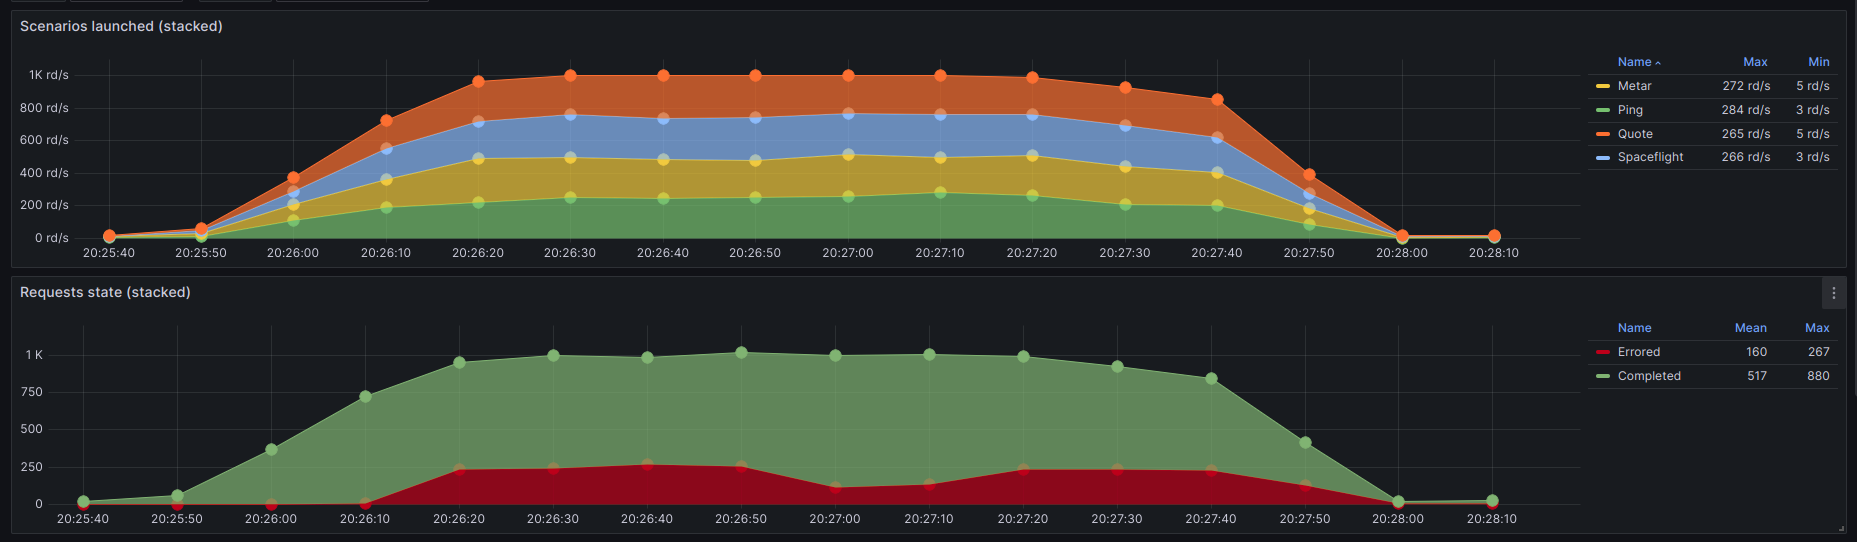 Scenarios launched (stacked)
1K rd/s
800 rd/s
600 rd/s
400 rd/s
200 rd/s
0 rd/s
20:25:40 20:25:50 20:26:00 20:26:10 20:26:20 20:26:30 20:26:40 20:26:50 20:27:00 20:27:10 20:27:20 20:27:30 20:27:40 20:27:50 20:28:00 20:28:10
Name Max Min
Metar 272 rd/s 5 rd/s
Ping 284 rd/s 3 rd/s
Quote 265 rd/s 5 rd/s
Spaceflight 266 rd/s 3 rd/s
Requests state (stacked)
1 K
750
500
250
0
20:25:40 20:25:50 20:26:00 20:26:10 20:26:20 20:26:30 20:26:40 20:26:50 20:27:00 20:27:10 20:27:20 20:27:30 20:27:40 20:27:50 20:28:00 20:28:10
Name Mean Max
Errored 160 267
Completed 517 880